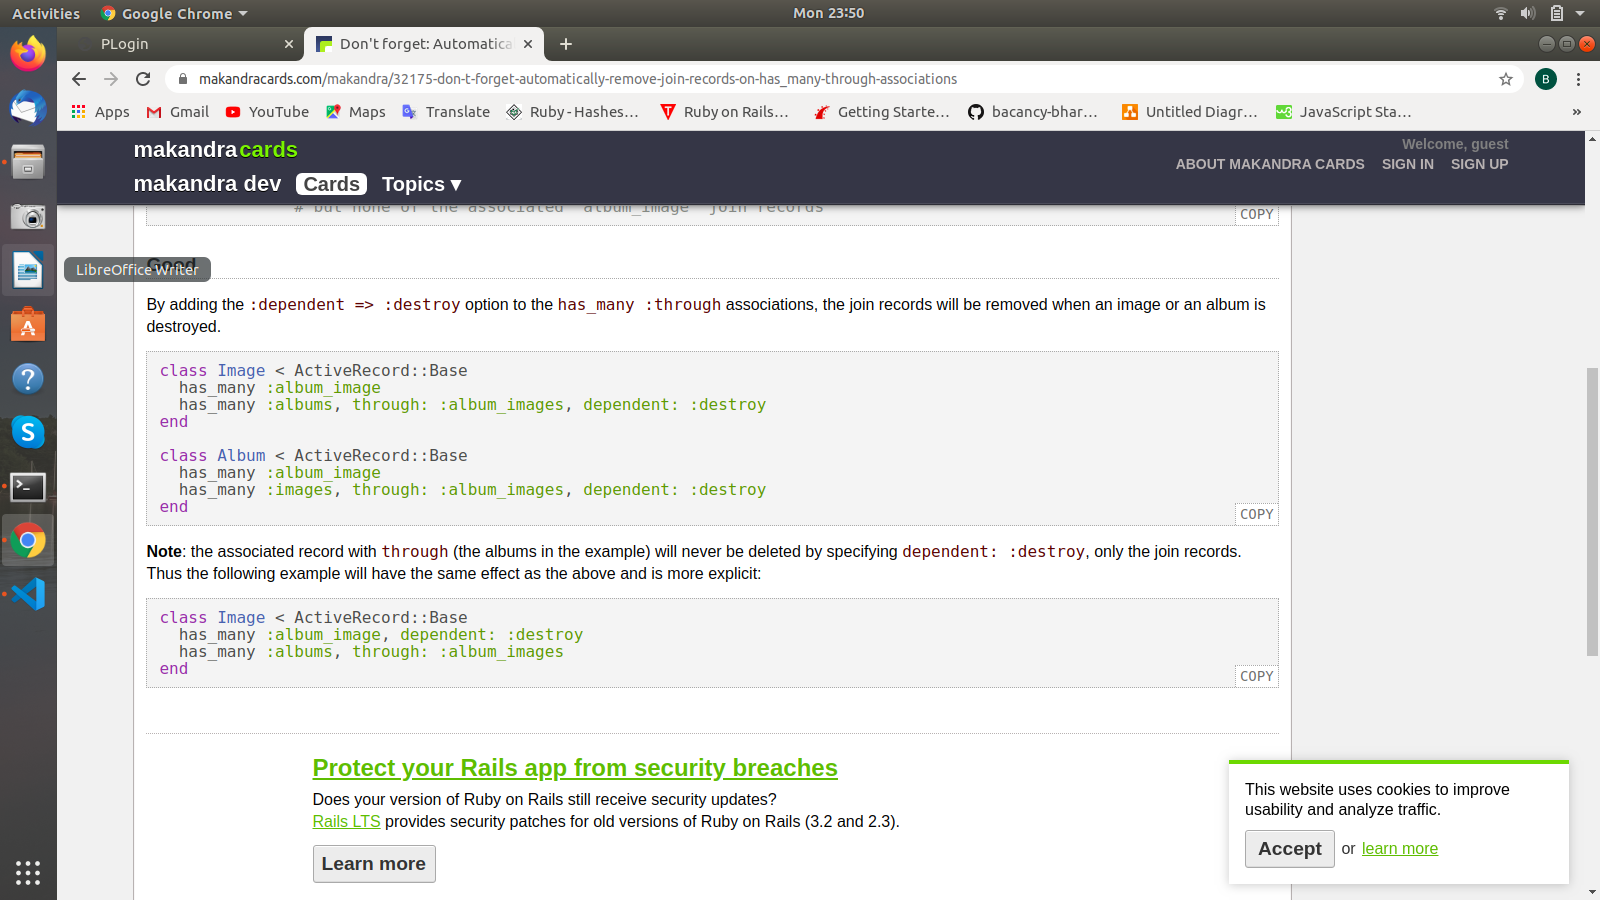 Activities
Google Chrome
Mon 23:50
PLogin
Don't forget: Automatica
makandracards.com/makandra/32175-don-t-forget-automatically-remove-join-records-on-has_many-through-associations
B
Apps
Gmail
YouTube
Maps
Translate
Ruby - Hashes...
Ruby on Rails...
Getting Starte...
bacancy-bhar...
Untitled Diagr...
JavaScript Sta...
»
makandra cards
Welcome, guest
ABOUT MAKANDRA CARDS SIGN IN SIGN UP
makandra dev Cards Topics ▾
# but none of the associated `album_image` join records
COPY
Good
LibreOffice Writer
By adding the :dependent => :destroy option to the has_many :through associations, the join records will be removed when an image or an album is
destroyed.
class Image < ActiveRecord::Base
has_many :album_image
has_many :albums, through: :album_images, dependent: :destroy
end
class Album < ActiveRecord::Base
has_many :album_image
has_many :images, through: :album_images, dependent: :destroy
end
COPY
Note: the associated record with through (the albums in the example) will never be deleted by specifying dependent: :destroy, only the join records.
Thus the following example will have the same effect as the above and is more explicit:
class Image < ActiveRecord::Base
has_many :album_image, dependent: :destroy
has_many :albums, through: :album_images
end
COPY
Protect your Rails app from security breaches
Does your version of Ruby on Rails still receive security updates?
Rails LTS provides security patches for old versions of Ruby on Rails (3.2 and 2.3).
Learn more
This website uses cookies to improve
usability and analyze traffic.
Accept or learn more